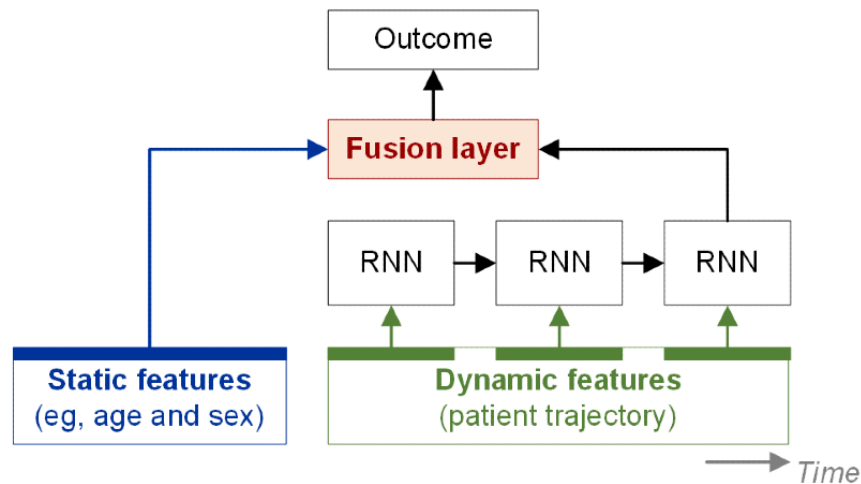 Outcome
Fusion layer
RNN
RNN
RNN
Static features
(eg, age and sex)
Dynamic features
(patient trajectory)
Time